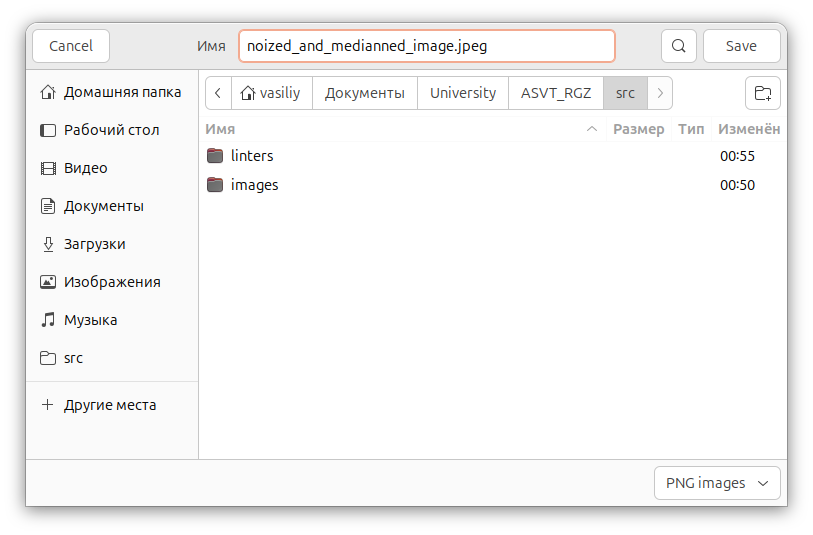 Cancel Имя noized_and_medianned_image.jpeg Save
Домашняя папка
Рабочий стол
Видео
Документы
Загрузки
Изображения
Музыка
src
Другие места
vasiliy Документы University ASVT_RGZ src
Имя Размер Тип Изменён
linters 00:55
images 00:50
PNG images